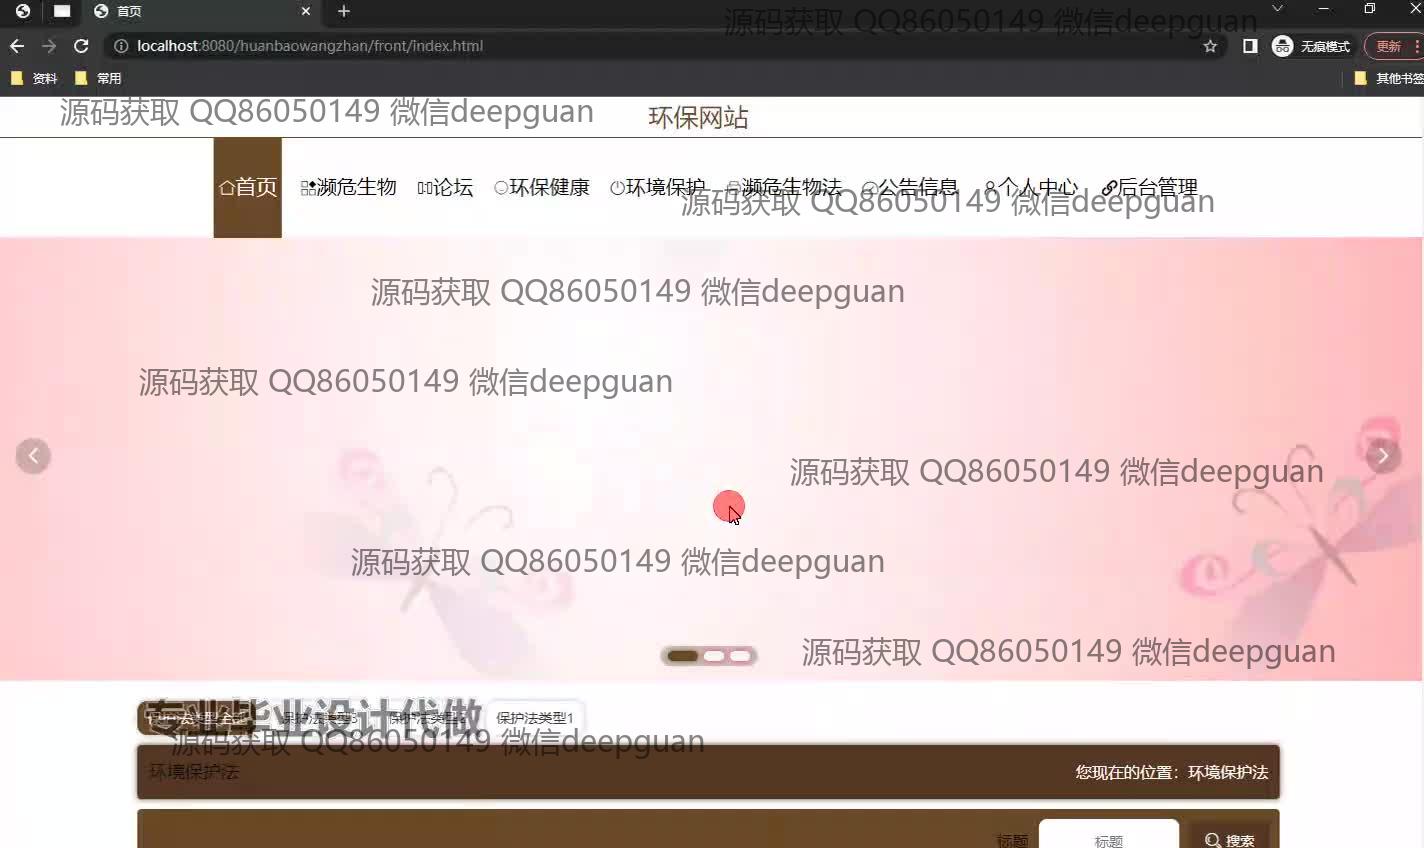 首页
源码获取 QQ86050149 微信deepguan
localhost:8080/huanbaowangzhan/front/index.html
无痕模式
更新
资料
常用
其他书签
源码获取 QQ86050149 微信deepguan
环保网站
首页 濒危生物 论坛 环保健康 环境保护 濒危生物法 公告信息 个人中心 后台管理
源码获取 QQ86050149 微信deepguan
源码获取 QQ86050149 微信deepguan
源码获取 QQ86050149 微信deepguan
源码获取 QQ86050149 微信deepguan
源码获取 QQ86050149 微信deepguan
源码获取 QQ86050149 微信deepguan
专业毕业设计代做
保护法类型3 保护法类型2 保护法类型1
源码获取 QQ86050149 微信deepguan
环境保护法
您现在的位置：环境保护法
标题 标题 搜索